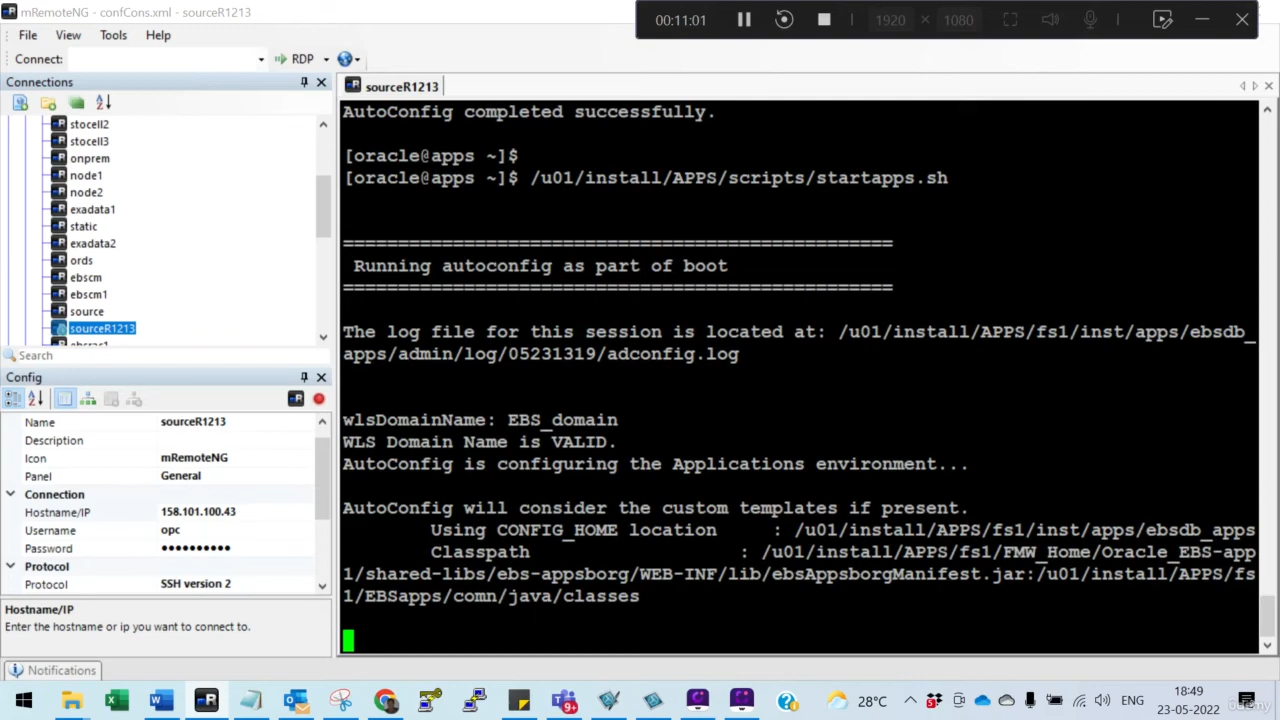 mRemoteNG - confCons.xml - sourceR1213
00:11:01
1920 × 1080
File View Tools Help
Connect:
RDP
Connections
sourceR1213
stocell2
stocell3
onprem
node1
node2
exadata1
static
exadata2
ords
ebscm
ebscm1
source
sourceR1213
Search
Config
Name sourceR1213
Description
Icon mRemoteNG
Panel General
Connection
Hostname/IP 158.101.100.43
Username opc
Password ●●●●●●●●●●
Protocol
Protocol SSH version 2
Hostname/IP
Enter the hostname or ip you want to connect to.
Notifications
AutoConfig completed successfully.
[oracle@apps ~]$
[oracle@apps ~]$ /u01/install/APPS/scripts/startapps.sh
==================================================
Running autoconfig as part of boot
==================================================
The log file for this session is located at: /u01/install/APPS/fs1/inst/apps/ebsdb_
apps/admin/log/05231319/adconfig.log
wlsDomainName: EBS_domain
WLS Domain Name is VALID.
AutoConfig is configuring the Applications environment...
AutoConfig will consider the custom templates if present.
Using CONFIG_HOME location : /u01/install/APPS/fs1/inst/apps/ebsdb_apps
Classpath : /u01/install/APPS/fs1/FMW_Home/Oracle_EBS-app
1/shared-libs/ebs-appsborg/WEB-INF/lib/ebsAppsborgManifest.jar:/u01/install/APPS/fs
1/EBSapps/comn/java/classes
9+
28°C
ENG
18:49
23-05-2022
udemy